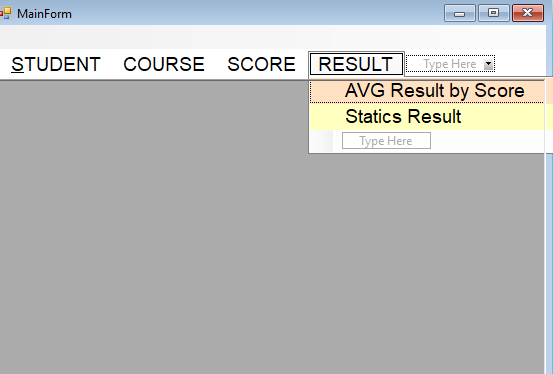 MainForm
STUDENT COURSE SCORE RESULT Type Here
AVG Result by Score
Statics Result
Type Here